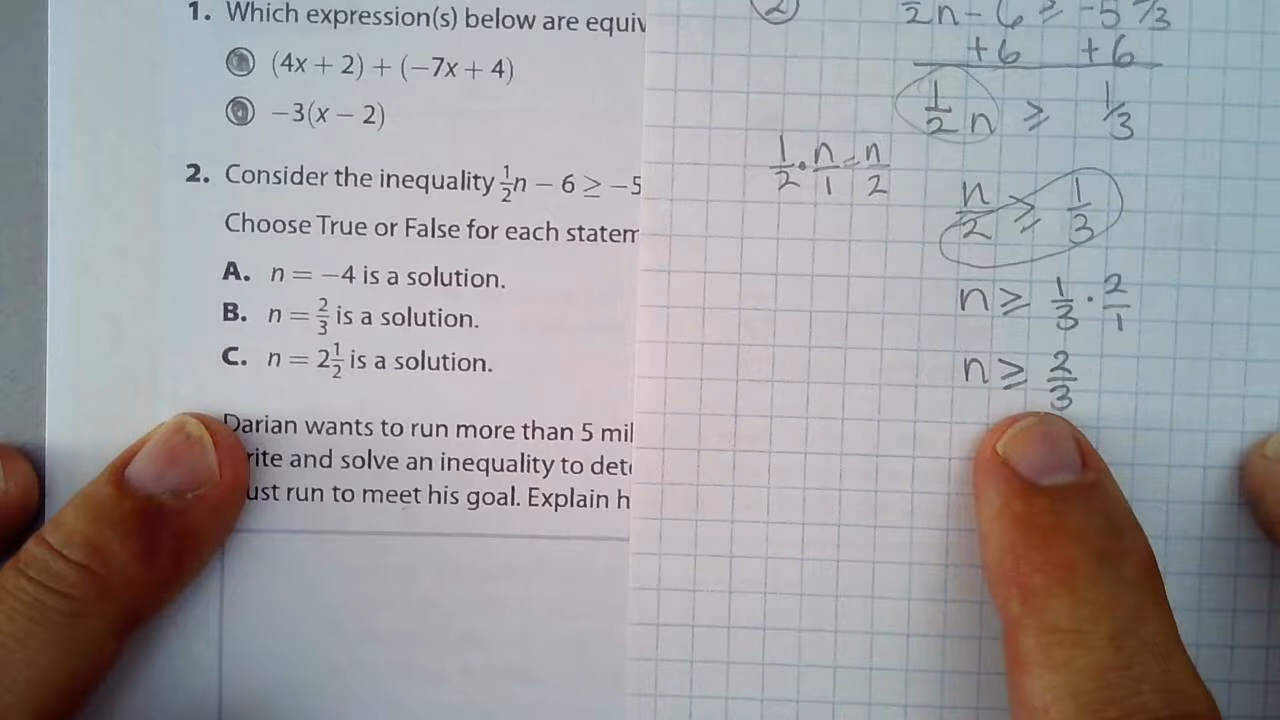 1. Which expression(s) below are equiv
(4x + 2) + (−7x + 4)
−3(x − 2)
2. Consider the inequality 1/2n − 6 ≥ −5
Choose True or False for each statem
A. n = −4 is a solution.
B. n = 2/3 is a solution.
C. n = 2 1/2 is a solution.
Darian wants to run more than 5 mil
rite and solve an inequality to det
ust run to meet his goal. Explain h
2
+6 +6
1/2 n ≥ 1/3
1/2 · n/1 = n/2
n/2 ≥ 1/3
n ≥ 1/3 · 2/1
n ≥ 2/3